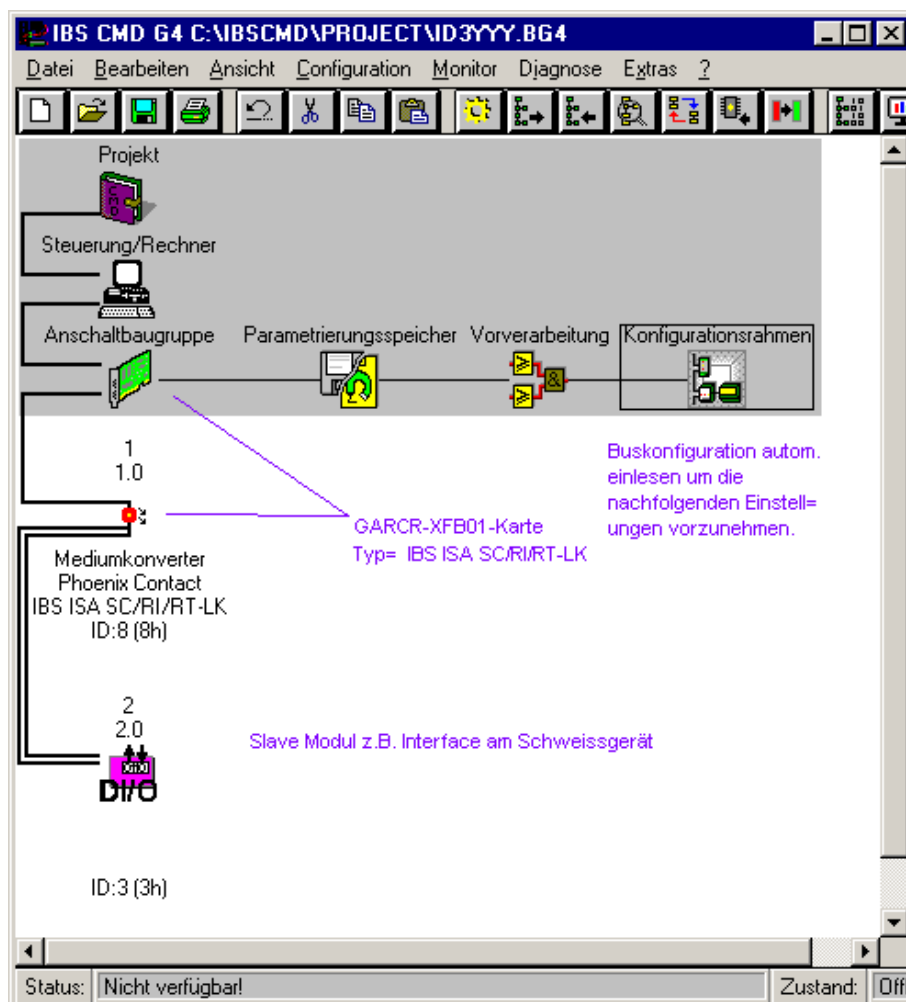 IBS CMD G4 C:\IBSCMD\PROJECT\ID3YYY.BG4
Datei Bearbeiten Ansicht Configuration Monitor Djagnose Extras ?
Projekt
CMD
Steuerung/Rechner
Anschaltbaugruppe Parametrierungsspeicher Vorverarbeitung Konfigurationsrahmen
≥
&
≥
1
1.0
Buskonfiguration autom.
einlesen um die
nachfolgenden Einstell=
ungen vorzunehmen.
GARCR-XFB01-Karte
Typ= IBS ISA SC/RI/RT-LK
Mediumkonverter
Phoenix Contact
IBS ISA SC/RI/RT-LK
ID:8 (8h)
2
2.0
Slave Modul z.B. Interface am Schweissgerät
DI/O
ID:3 (3h)
Status: Nicht verfügbar! Zustand: Off